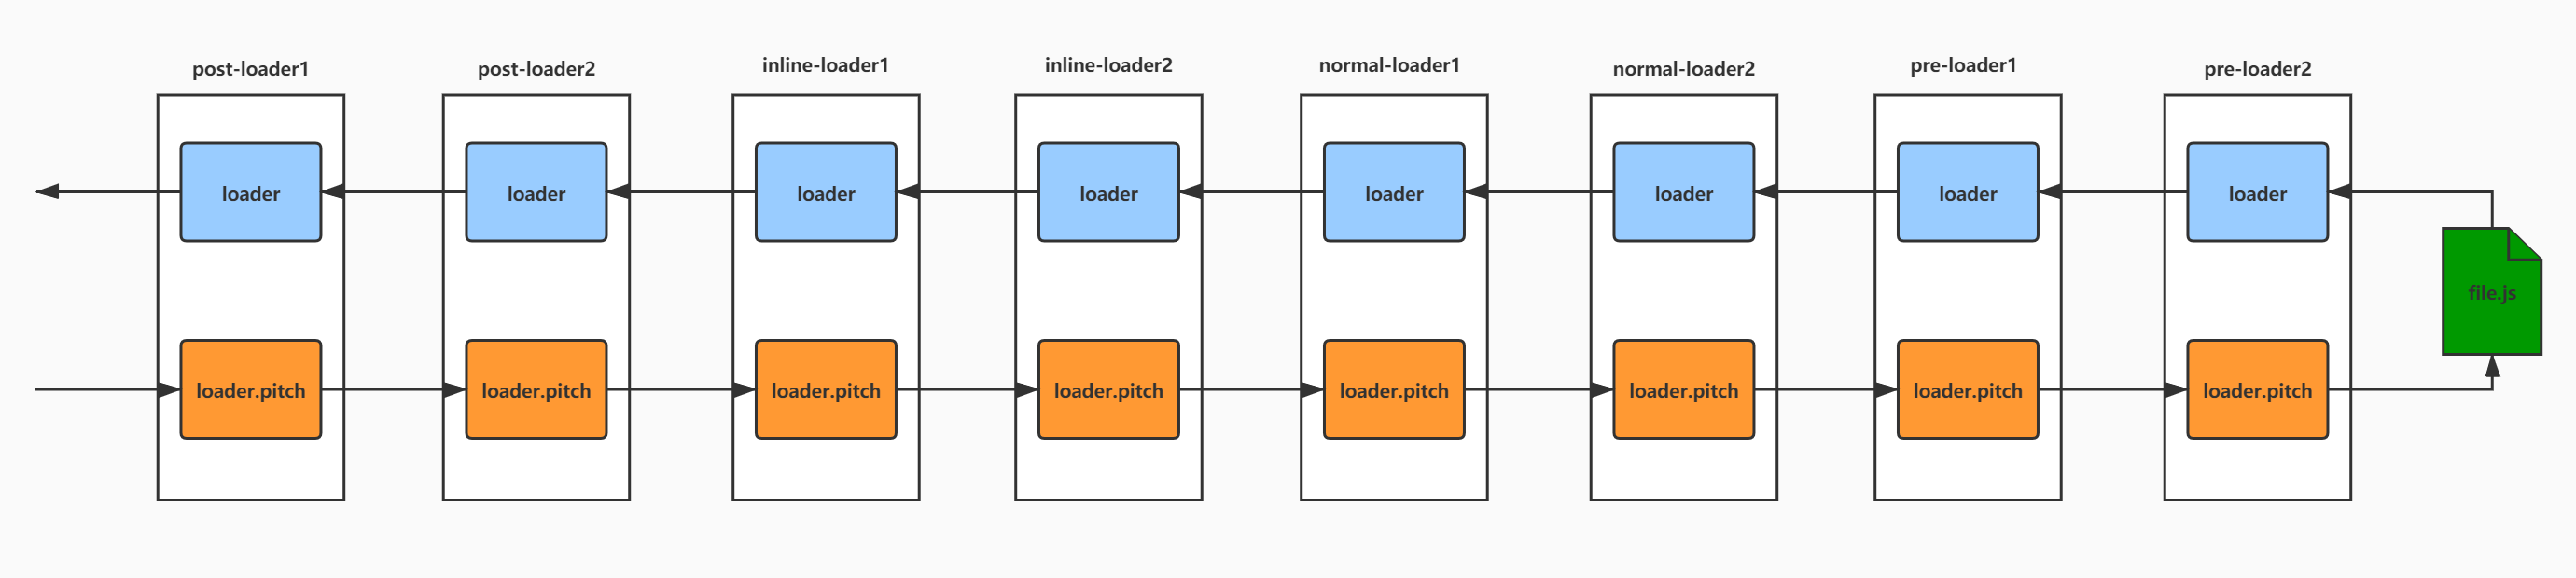 post-loader1
post-loader2
inline-loader1
inline-loader2
normal-loader1
normal-loader2
pre-loader1
pre-loader2
loader
loader
loader
loader
loader
loader
loader
loader
file.js
loader.pitch
loader.pitch
loader.pitch
loader.pitch
loader.pitch
loader.pitch
loader.pitch
loader.pitch